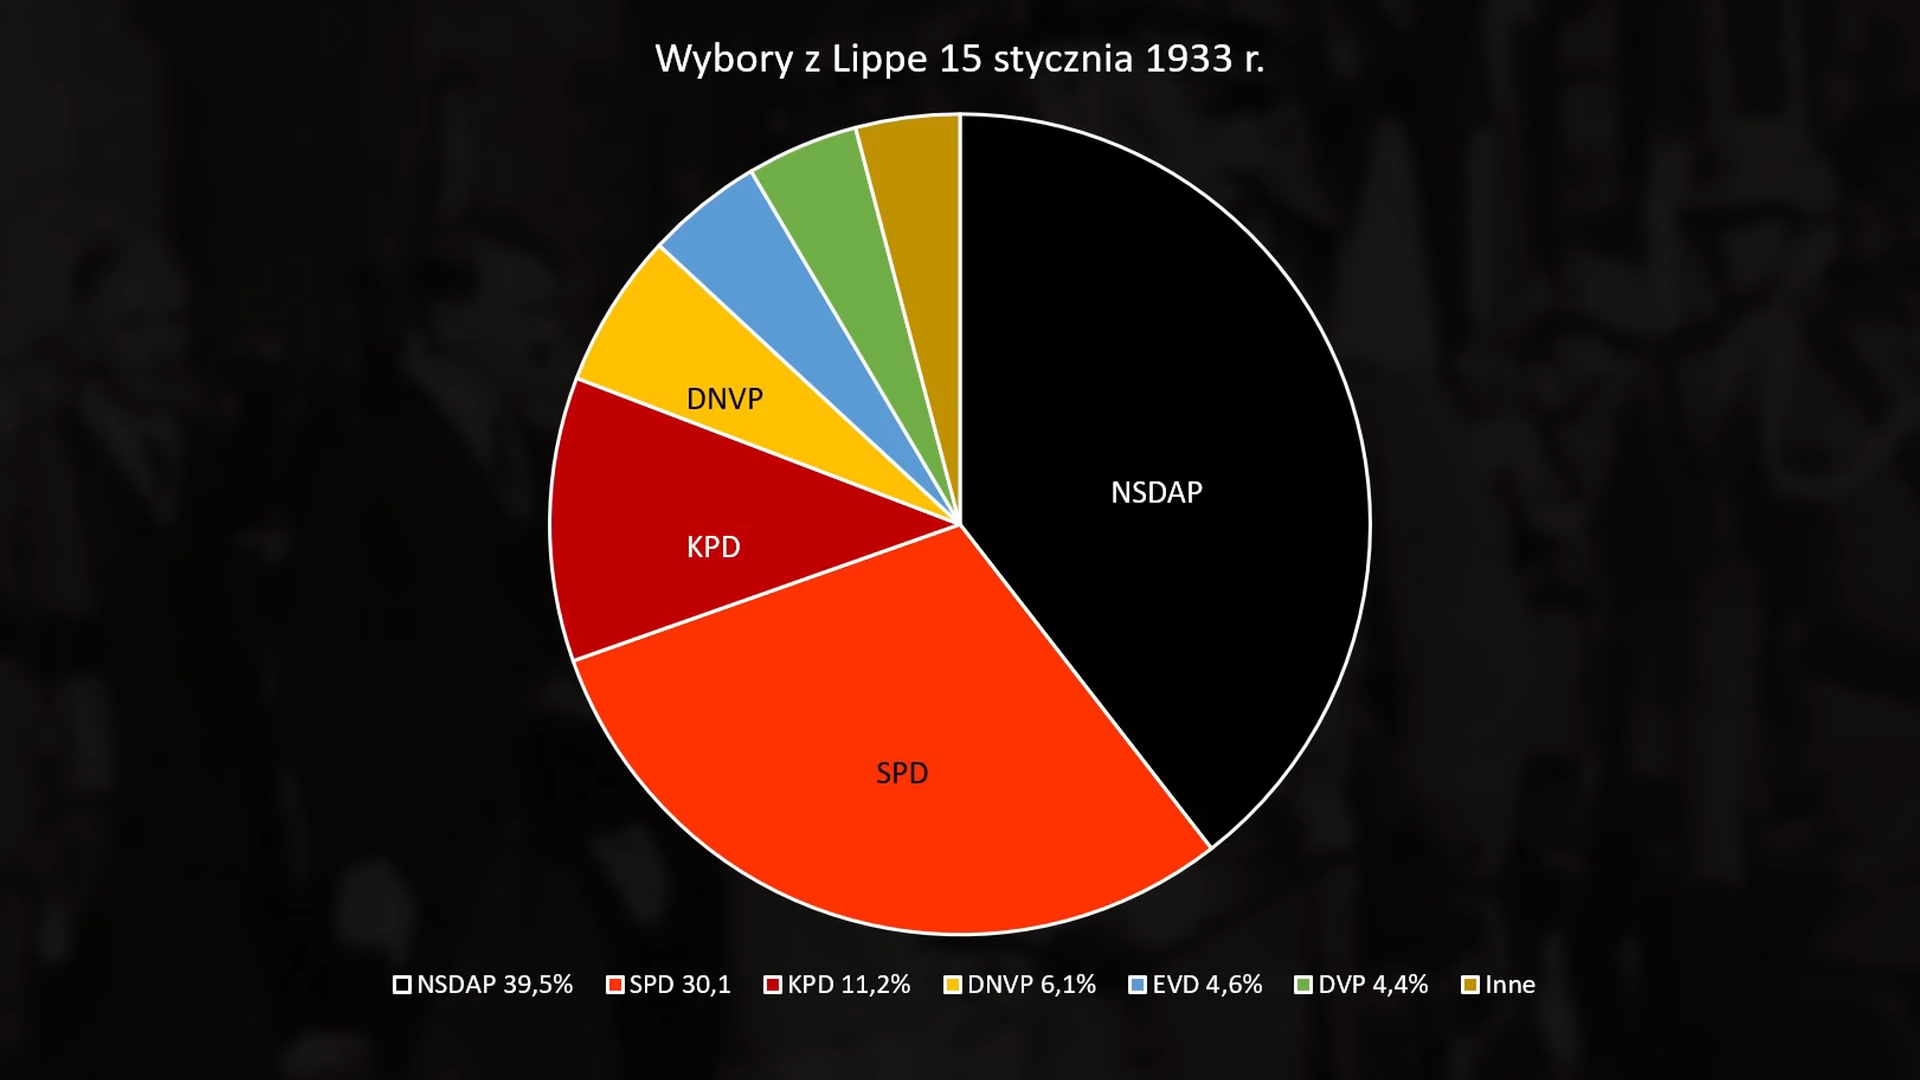 Wybory z Lippe 15 stycznia 1933 r.
DNVP
NSDAP
KPD
SPD
NSDAP 39,5% SPD 30,1 KPD 11,2% DNVP 6,1% EVD 4,6% DVP 4,4% Inne